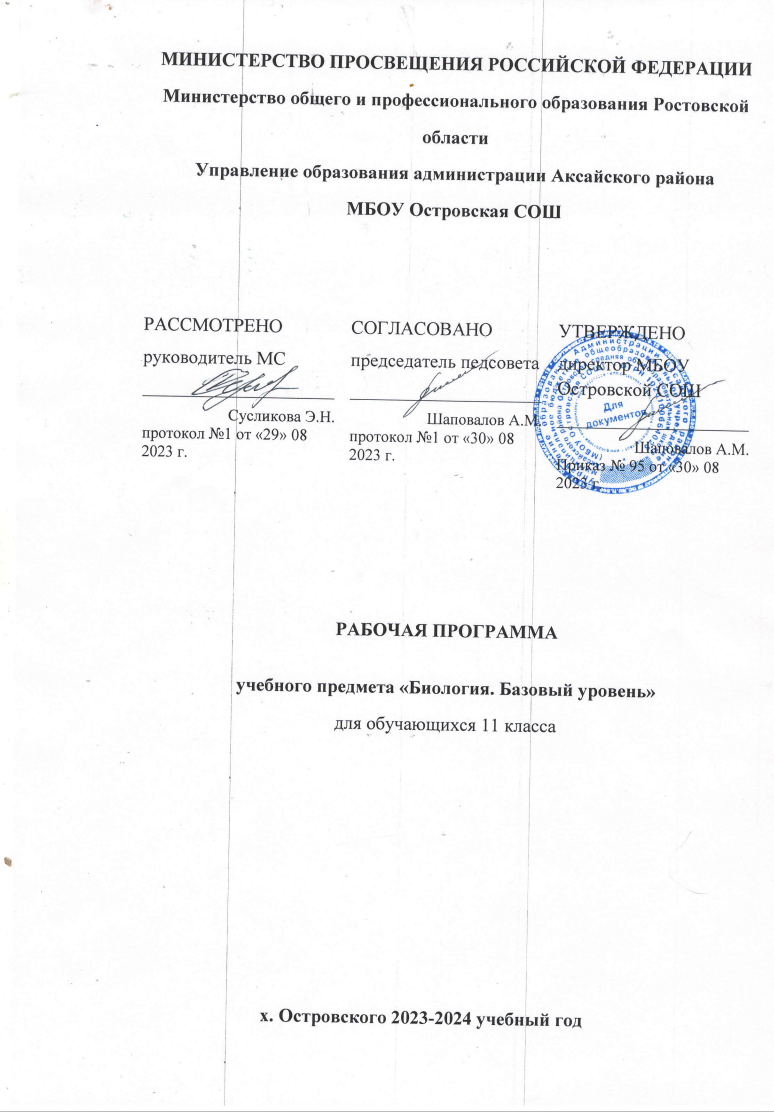 МИНИСТЕРСТВО ПРОСВЕЩЕНИЯ РОССИЙСКОЙ ФЕДЕРАЦИИ
Министерство общего и профессионального образования Ростовской
области
Управление образования администрации Аксайского района
МБОУ Островская СОШ
РАССМОТРЕНО
руководитель МС
Сусликова Э.Н.
протокол №1 от «29» 08
2023 г.
СОГЛАСОВАНО
председатель педсовета
Шаповалов А.М.
протокол №1 от «30» 08
2023 г.
УТВЕРЖДЕНО
директор МБОУ
Островской СОШ
Для
документов
Шаповалов А.М.
Приказ № 95 от «30» 08
2023 г.
РАБОЧАЯ ПРОГРАММА
учебного предмета «Биология. Базовый уровень»
для обучающихся 11 класса
х. Островского 2023-2024 учебный год